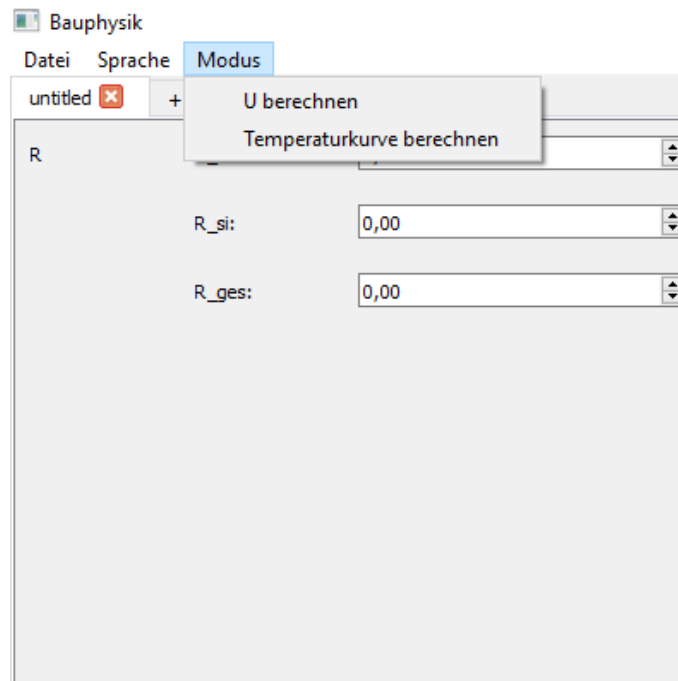 Bauphysik
Datei Sprache Modus
untitled +
U berechnen
Temperaturkurve berechnen
R
R_si: 0,00
R_ges: 0,00